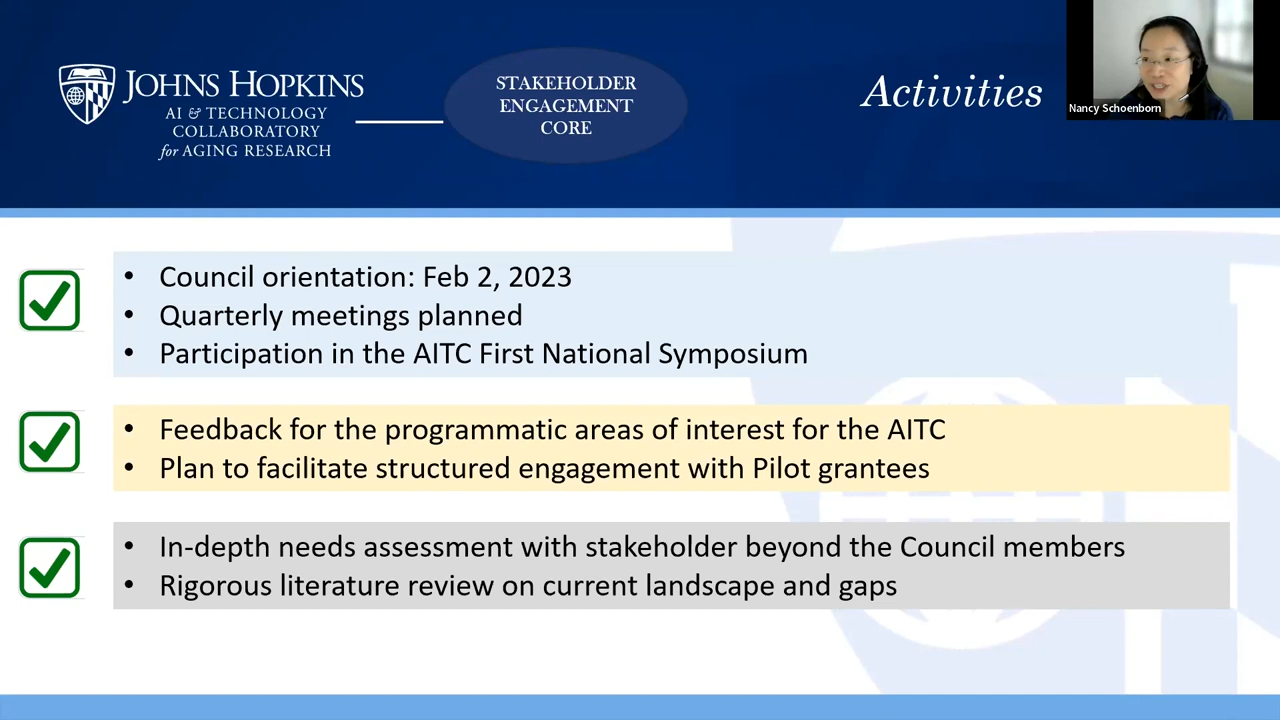 JOHNS HOPKINS
AI & TECHNOLOGY
COLLABORATORY
for AGING RESEARCH
STAKEHOLDER
ENGAGEMENT
CORE
Activities
Nancy Schoenborn
• Council orientation: Feb 2, 2023
• Quarterly meetings planned
• Participation in the AITC First National Symposium
• Feedback for the programmatic areas of interest for the AITC
• Plan to facilitate structured engagement with Pilot grantees
• In-depth needs assessment with stakeholder beyond the Council members
• Rigorous literature review on current landscape and gaps